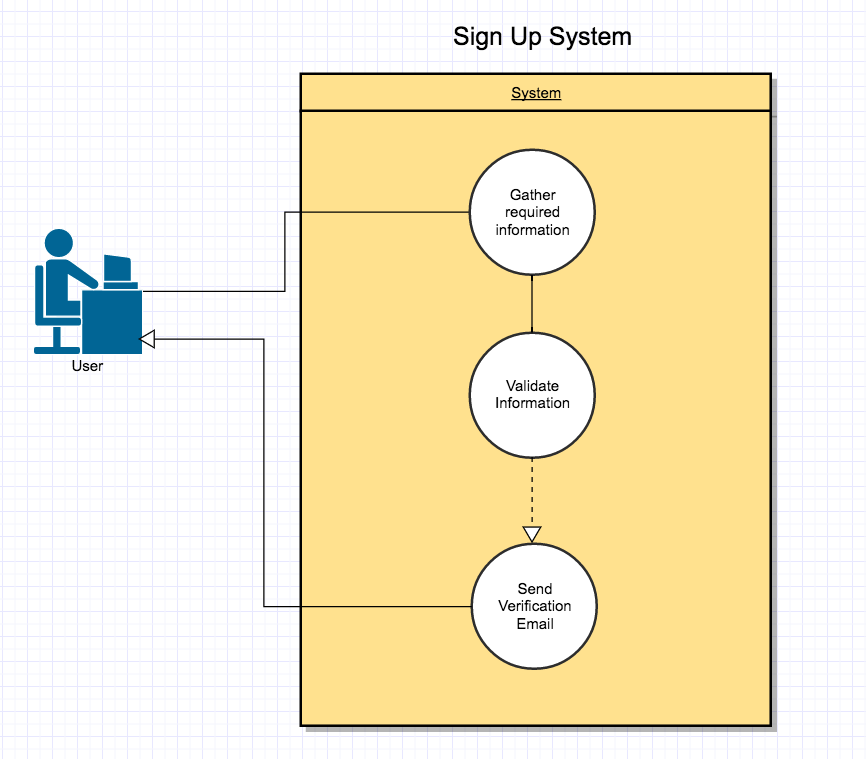 Sign Up System
System
Gather
required
information
User
Validate
Information
Send
Verification
Email